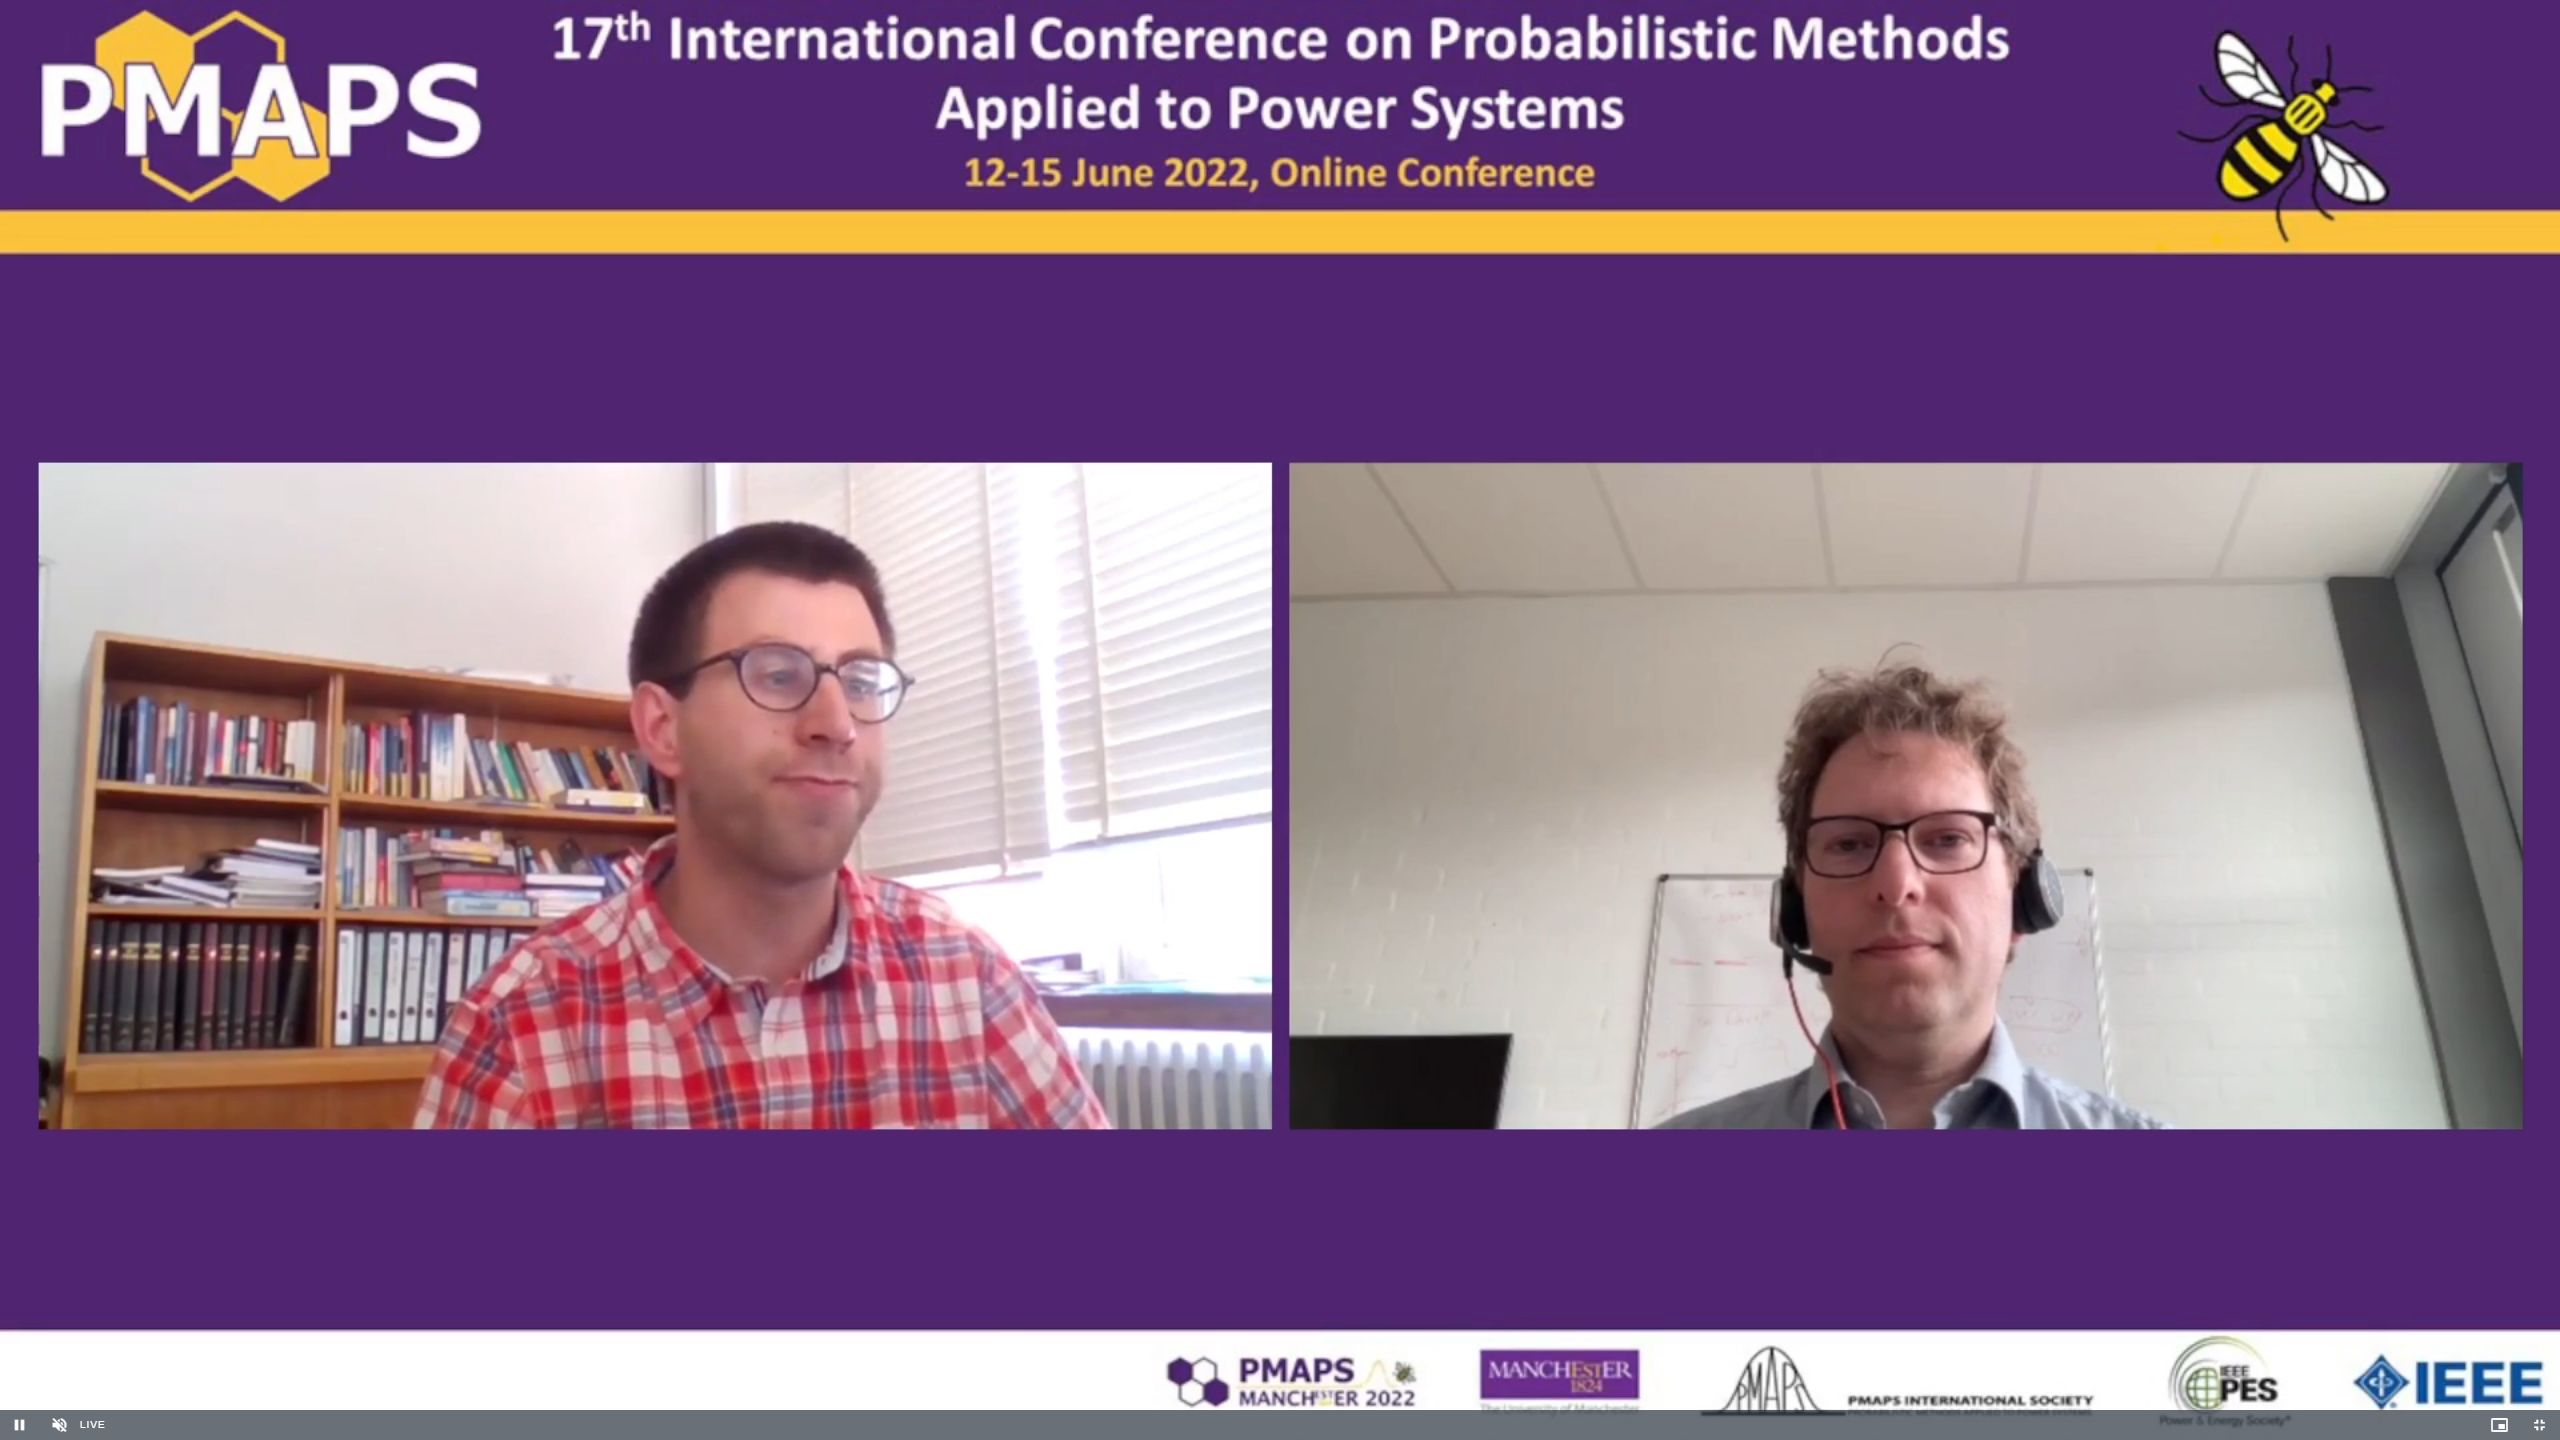 PMAPS
17th International Conference on Probabilistic Methods
Applied to Power Systems
12-15 June 2022, Online Conference
PMAPS
MANCHESTER 2022
MANCHESTER
1824
The University of Manchester
PMAPS
PMAPS INTERNATIONAL SOCIETY
IEEE
PES
Power & Energy Society®
IEEE
LIVE